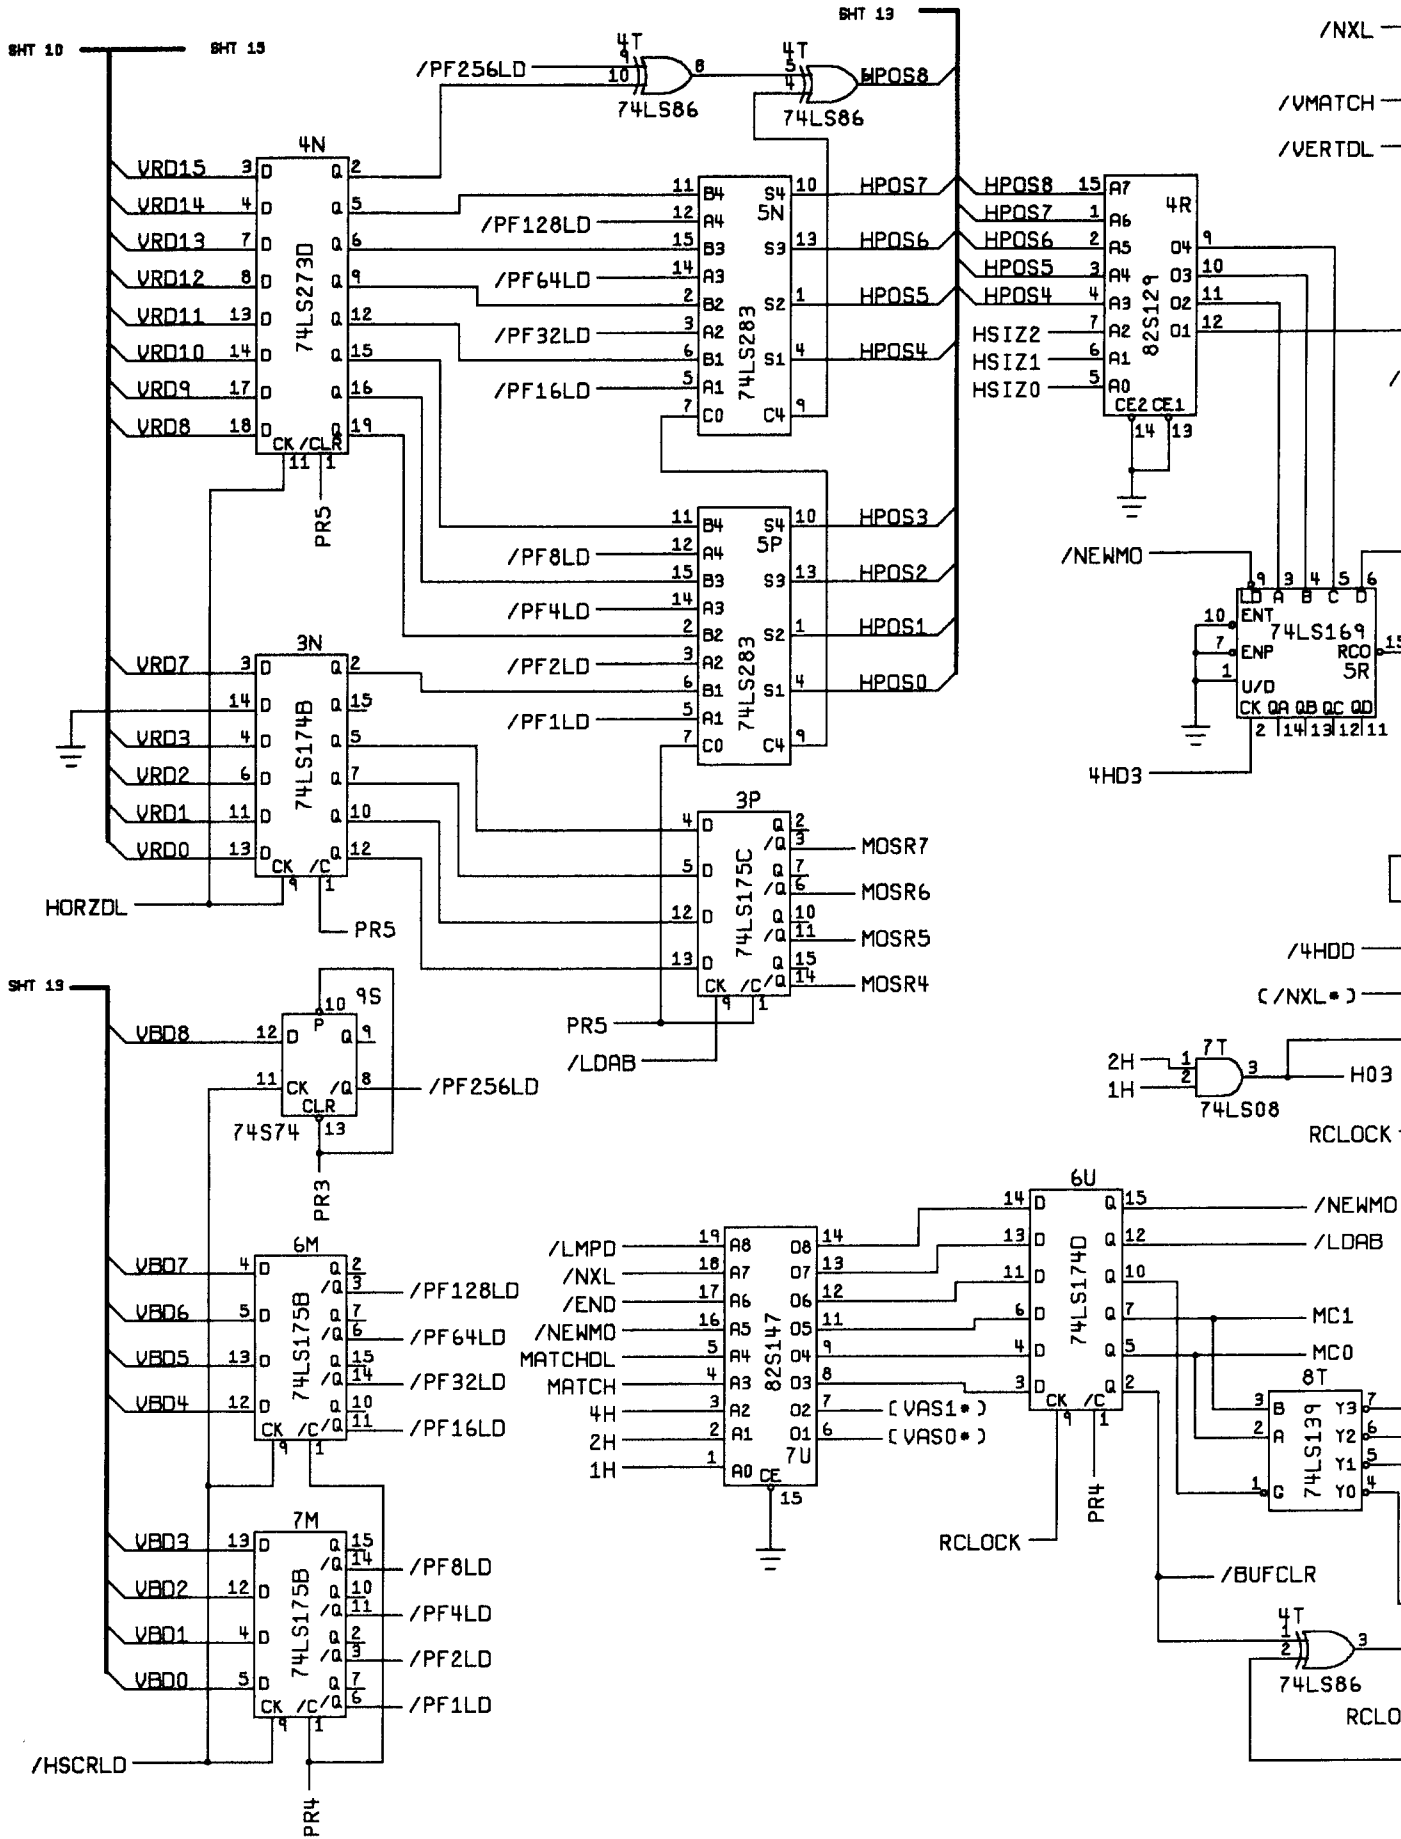 SHT 10
SHT 15
SHT 13
/NXL
/VMATCH
/VERTDL
/PF256LD
4T
9
10
8
74LS86
4T
5
4
6
HPOS8
74LS86
4N
VRD15 3 D Q 2
VRD14 4 D Q 5
VRD13 7 D Q 6
VRD12 8 D Q 9
VRD11 13 D Q 12
VRD10 14 D Q 15
VRD9 17 D Q 16
VRD8 18 D Q 19
74LS273D
CK /CLR
11 1
PR5
11 B4 S4 10 HPOS7
5N
/PF128LD 12 A4
15 B3 S3 13 HPOS6
/PF64LD 14 A3
2 B2 S2 1 HPOS5
/PF32LD 3 A2
6 B1 S1 4 HPOS4
/PF16LD 5 A1
7 C0 C4 9
74LS283
HPOS8 15 A7
4R
HPOS7 1 A6
HPOS6 2 A5 O4 9
HPOS5 3 A4 O3 10
HPOS4 4 A3 O2 11
HSIZ2 7 A2 O1 12
HSIZ1 6 A1
HSIZ0 5 A0
82S129
CE2 CE1
14 13
/
11 B4 S4 10 HPOS3
5P
/PF8LD 12 A4
15 B3 S3 13 HPOS2
/PF4LD 14 A3
2 B2 S2 1 HPOS1
/PF2LD 3 A2
6 B1 S1 4 HPOS0
/PF1LD 5 A1
7 C0 C4 9
74LS283
/NEWMO
9 3 4 5 6
LD A B C D
10 ENT
74LS169
7 ENP RCO 15
5R
1 U/D
CK QA QB QC QD
2 14 13 12 11
4HD3
3N
VRD7 3 D Q 2
14 D Q 15
VRD3 4 D Q 5
VRD2 6 D Q 7
VRD1 11 D Q 10
VRD0 13 D Q 12
74LS174B
CK /C
9 1
HORZDL
PR5
3P
4 D Q 2
/Q 3 MOSR7
5 D Q 7
/Q 6 MOSR6
12 D Q 10
/Q 11 MOSR5
13 D Q 15
/Q 14 MOSR4
74LS175C
CK /C
9 1
PR5
/LDAB
/4HDD
(/NXL*)
SHT 13
10 9S
P
VBD8 12 D Q 9
11 CK /Q 8 /PF256LD
CLR
74S74 13
PR3
2H 1
7T
3 H03
1H 2
74LS08
RCLOCK
6M
VBD7 4 D Q 2
/Q 3 /PF128LD
VBD6 5 D Q 7
/Q 6 /PF64LD
VBD5 13 D Q 15
/Q 14 /PF32LD
VBD4 12 D Q 10
/Q 11 /PF16LD
74LS175B
CK /C
9 1
7M
VBD3 13 D Q 15
/Q 14 /PF8LD
VBD2 12 D Q 10
/Q 11 /PF4LD
VBD1 4 D Q 2
/Q 3 /PF2LD
VBD0 5 D Q 7
/Q 6 /PF1LD
74LS175B
CK /C
9 1
/HSCRLD
PR4
/LMPD 19 A8 O8 14
/NXL 18 A7 O7 13
/END 17 A6 O6 12
/NEWMO 16 A5 O5 11
MATCHDL 5 A4 O4 9
MATCH 4 A3 O3 8
4H 3 A2 O2 7 (VAS1*)
2H 2 A1 O1 6 (VAS0*)
1H 1 A0 CE 7U
82S147
15
6U
14 D Q 15 /NEWMO
13 D Q 12 /LDAB
11 D Q 10
6 D Q 7 MC1
4 D Q 5 MC0
3 D Q 2
74LS174D
CK /C
9 1
RCLOCK
PR4
8T
3 B Y3 7
2 A Y2 6
Y1 5
1 G Y0 4
74LS139
/BUFCLR
4T
1
2
3
74LS86
RCLO